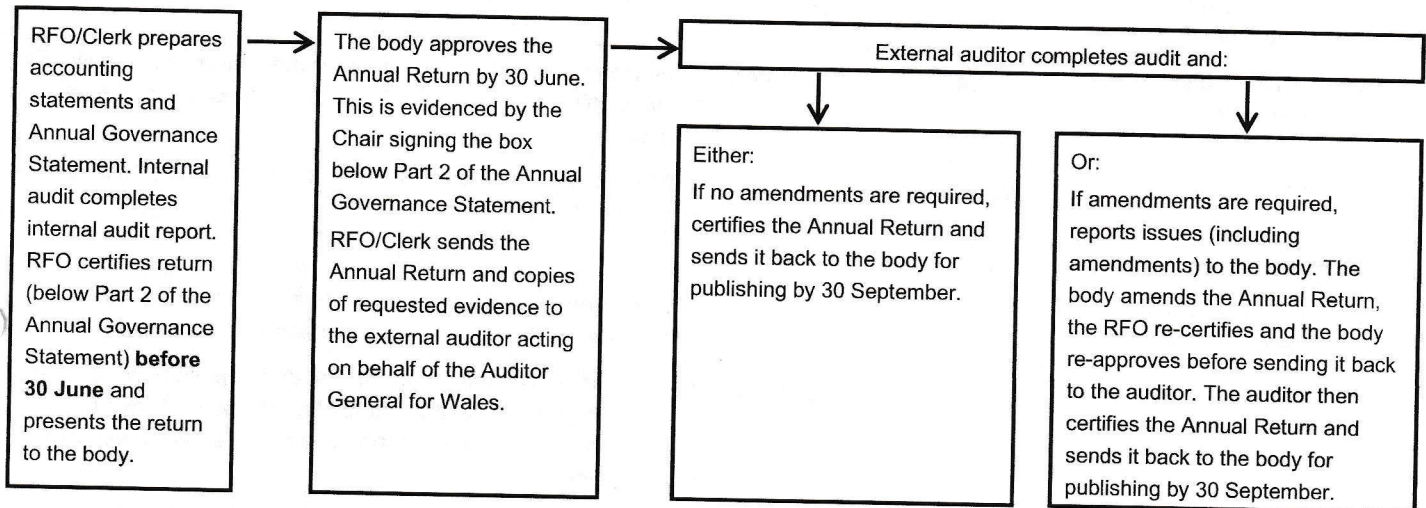 RFO/Clerk prepares
accounting
statements and
Annual Governance
Statement. Internal
audit completes
internal audit report.
RFO certifies return
(below Part 2 of the
Annual Governance
Statement) before
30 June and
presents the return
to the body.
The body approves the
Annual Return by 30 June.
This is evidenced by the
Chair signing the box
below Part 2 of the Annual
Governance Statement.
RFO/Clerk sends the
Annual Return and copies
of requested evidence to
the external auditor acting
on behalf of the Auditor
General for Wales.
External auditor completes audit and:
Either:
If no amendments are required,
certifies the Annual Return and
sends it back to the body for
publishing by 30 September.
Or:
If amendments are required,
reports issues (including
amendments) to the body. The
body amends the Annual Return,
the RFO re-certifies and the body
re-approves before sending it back
to the auditor. The auditor then
certifies the Annual Return and
sends it back to the body for
publishing by 30 September.